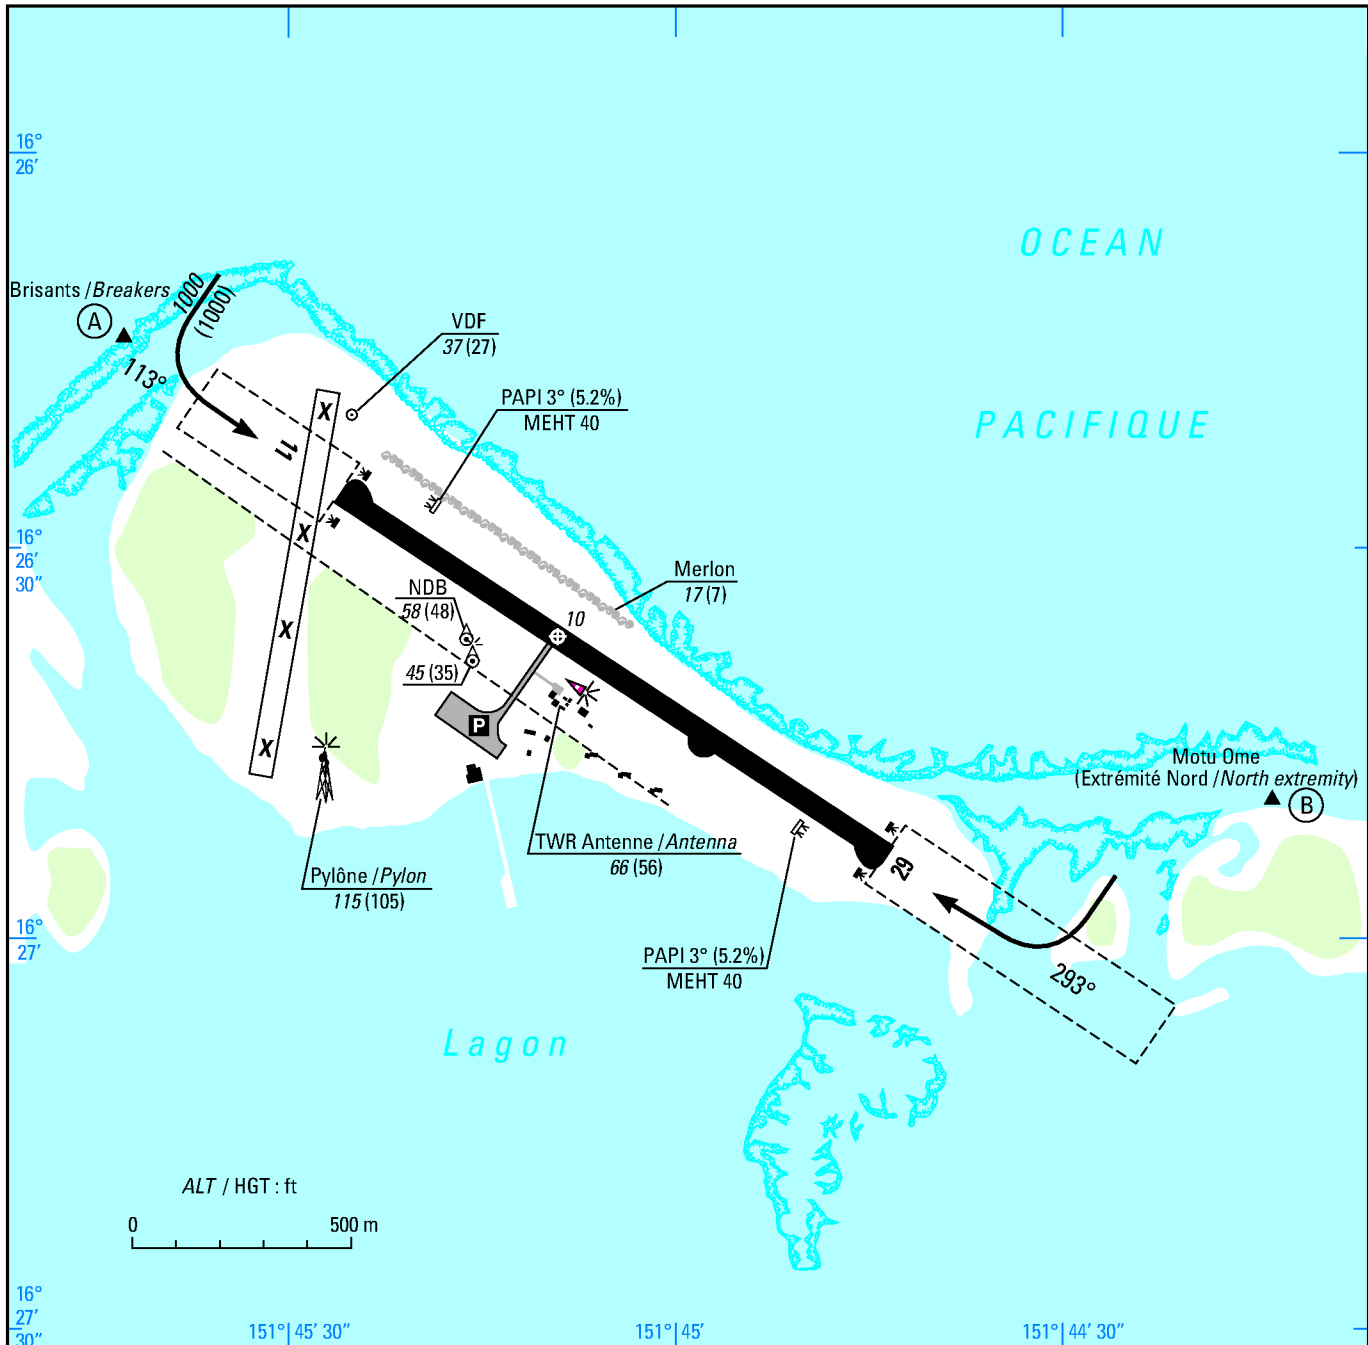 16°
26'
OCEAN
Brisants / Breakers
A
1000
(1000)
VDF
37 (27)
113°
PAPI 3° (5.2%)
MEHT 40
PACIFIQUE
X
11
X
16°
26'
30"
Merlon
17 (7)
NDB
58 (48)
10
X
45 (35)
P
X
Motu Ome
(Extrémité Nord / North extremity)
B
TWR Antenne / Antenna
66 (56)
29
Pylône / Pylon
115 (105)
16°
27'
PAPI 3° (5.2%)
MEHT 40
293°
Lagon
ALT / HGT : ft
0 500 m
16°
27'
30"
151° 45' 30" 151° 45' 151° 44' 30"